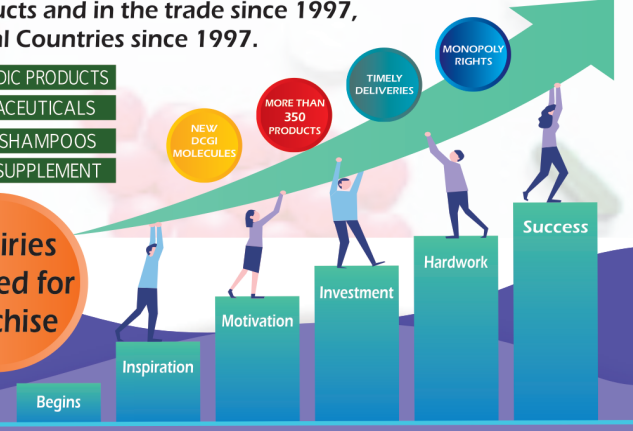 ucts and in the trade since 1997,
al Countries since 1997.
DIC PRODUCTS
ACEUTICALS
SHAMPOOS
SUPPLEMENT
MONOPOLY
RIGHTS
TIMELY
DELIVERIES
MORE THAN
350
PRODUCTS
NEW
DCGI
MOLECULES
iries
ed for
chise
Success
Hardwork
Investment
Motivation
Inspiration
Begins